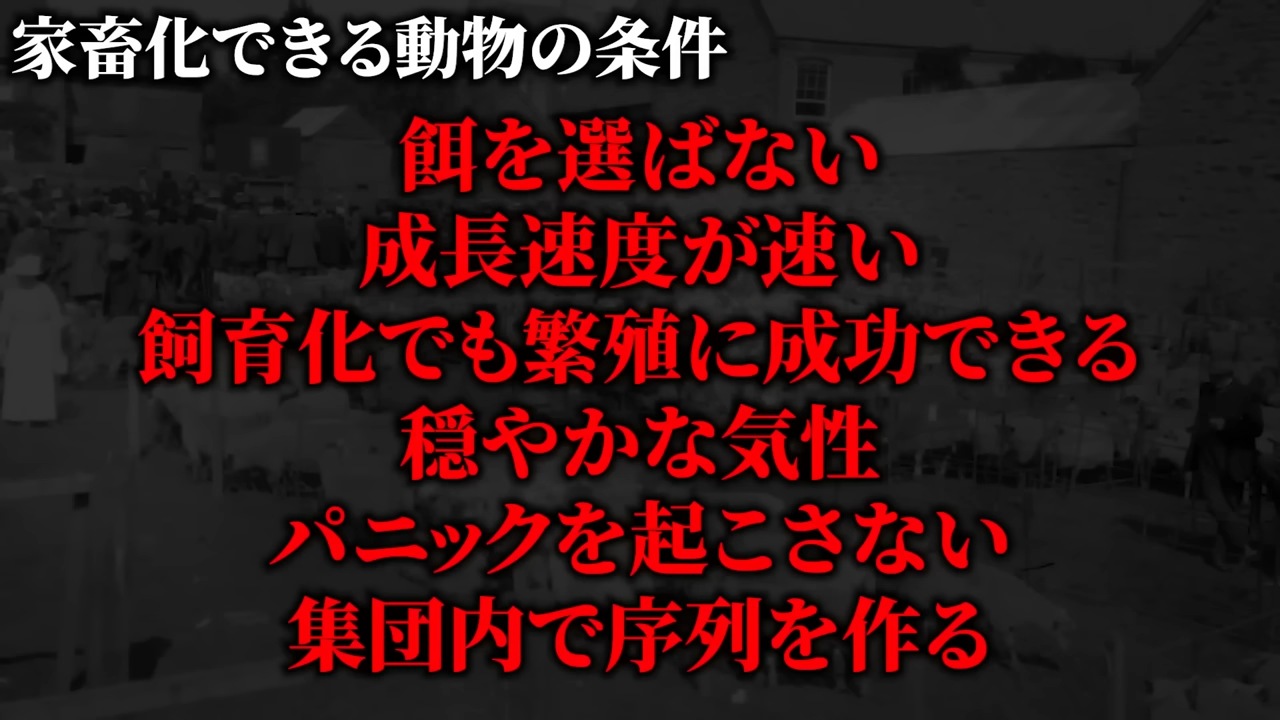 家畜化できる動物の条件
餌を選ばない
成長速度が速い
飼育化でも繁殖に成功できる
穏やかな気性
パニックを起こさない
集団内で序列を作る